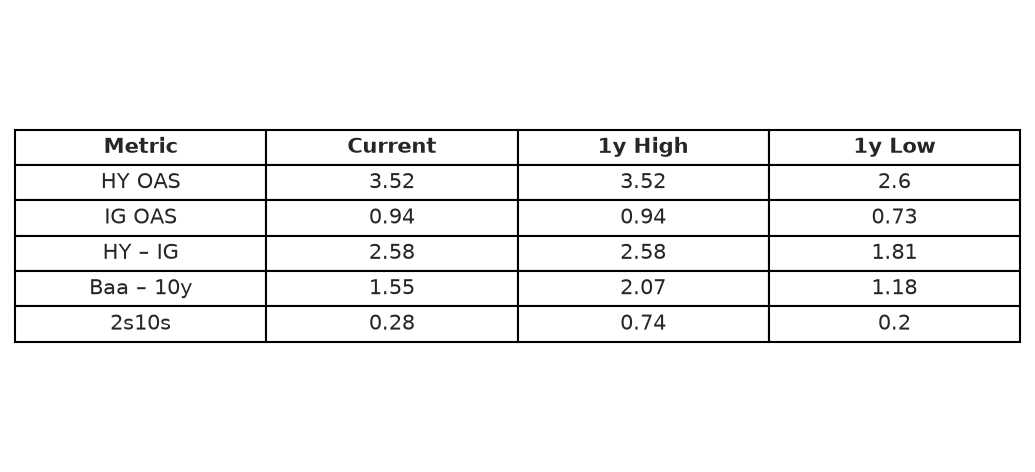 Metric Current 1y High 1y Low
HY OAS 3.52 3.52 2.6
IG OAS 0.94 0.94 0.73
HY – IG 2.58 2.58 1.81
Baa – 10y 1.55 2.07 1.18
2s10s 0.28 0.74 0.2